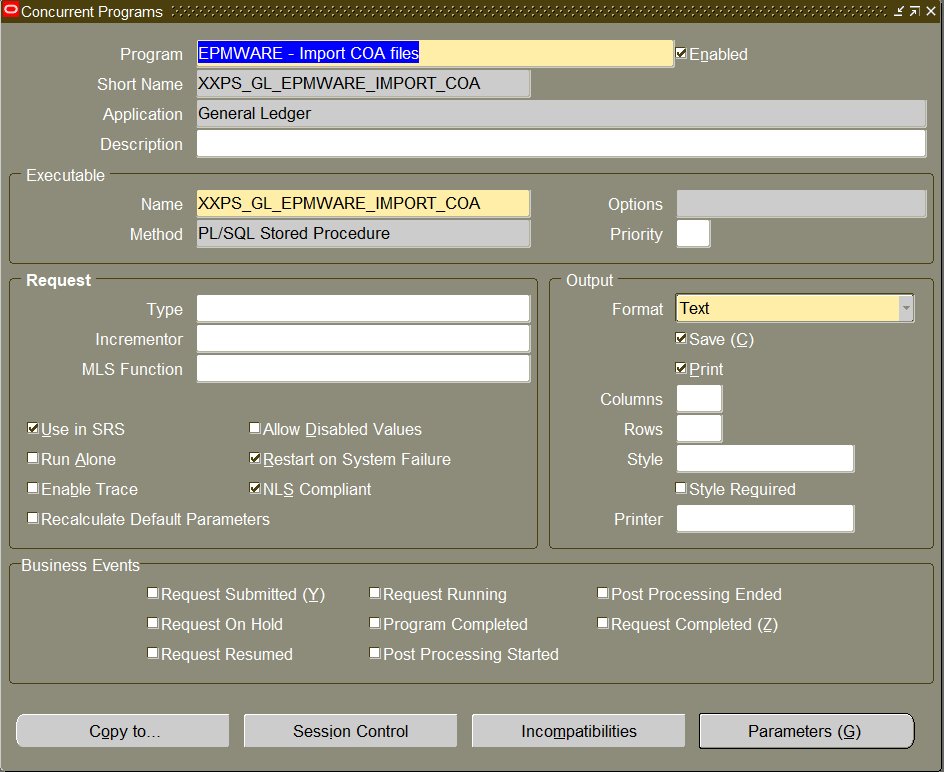 Concurrent Programs
Program EPMWARE - Import COA files Enabled
Short Name XXPS_GL_EPMWARE_IMPORT_COA
Application General Ledger
Description
Executable
Name XXPS_GL_EPMWARE_IMPORT_COA Options
Method PL/SQL Stored Procedure Priority
Request
Type
Incrementor
MLS Function
Use in SRS Allow Disabled Values
Run Alone Restart on System Failure
Enable Trace NLS Compliant
Recalculate Default Parameters
Output
Format Text
Save (C)
Print
Columns
Rows
Style
Style Required
Printer
Business Events
Request Submitted (Y) Request Running Post Processing Ended
Request On Hold Program Completed Request Completed (Z)
Request Resumed Post Processing Started
Copy to... Session Control Incompatibilities Parameters (G)